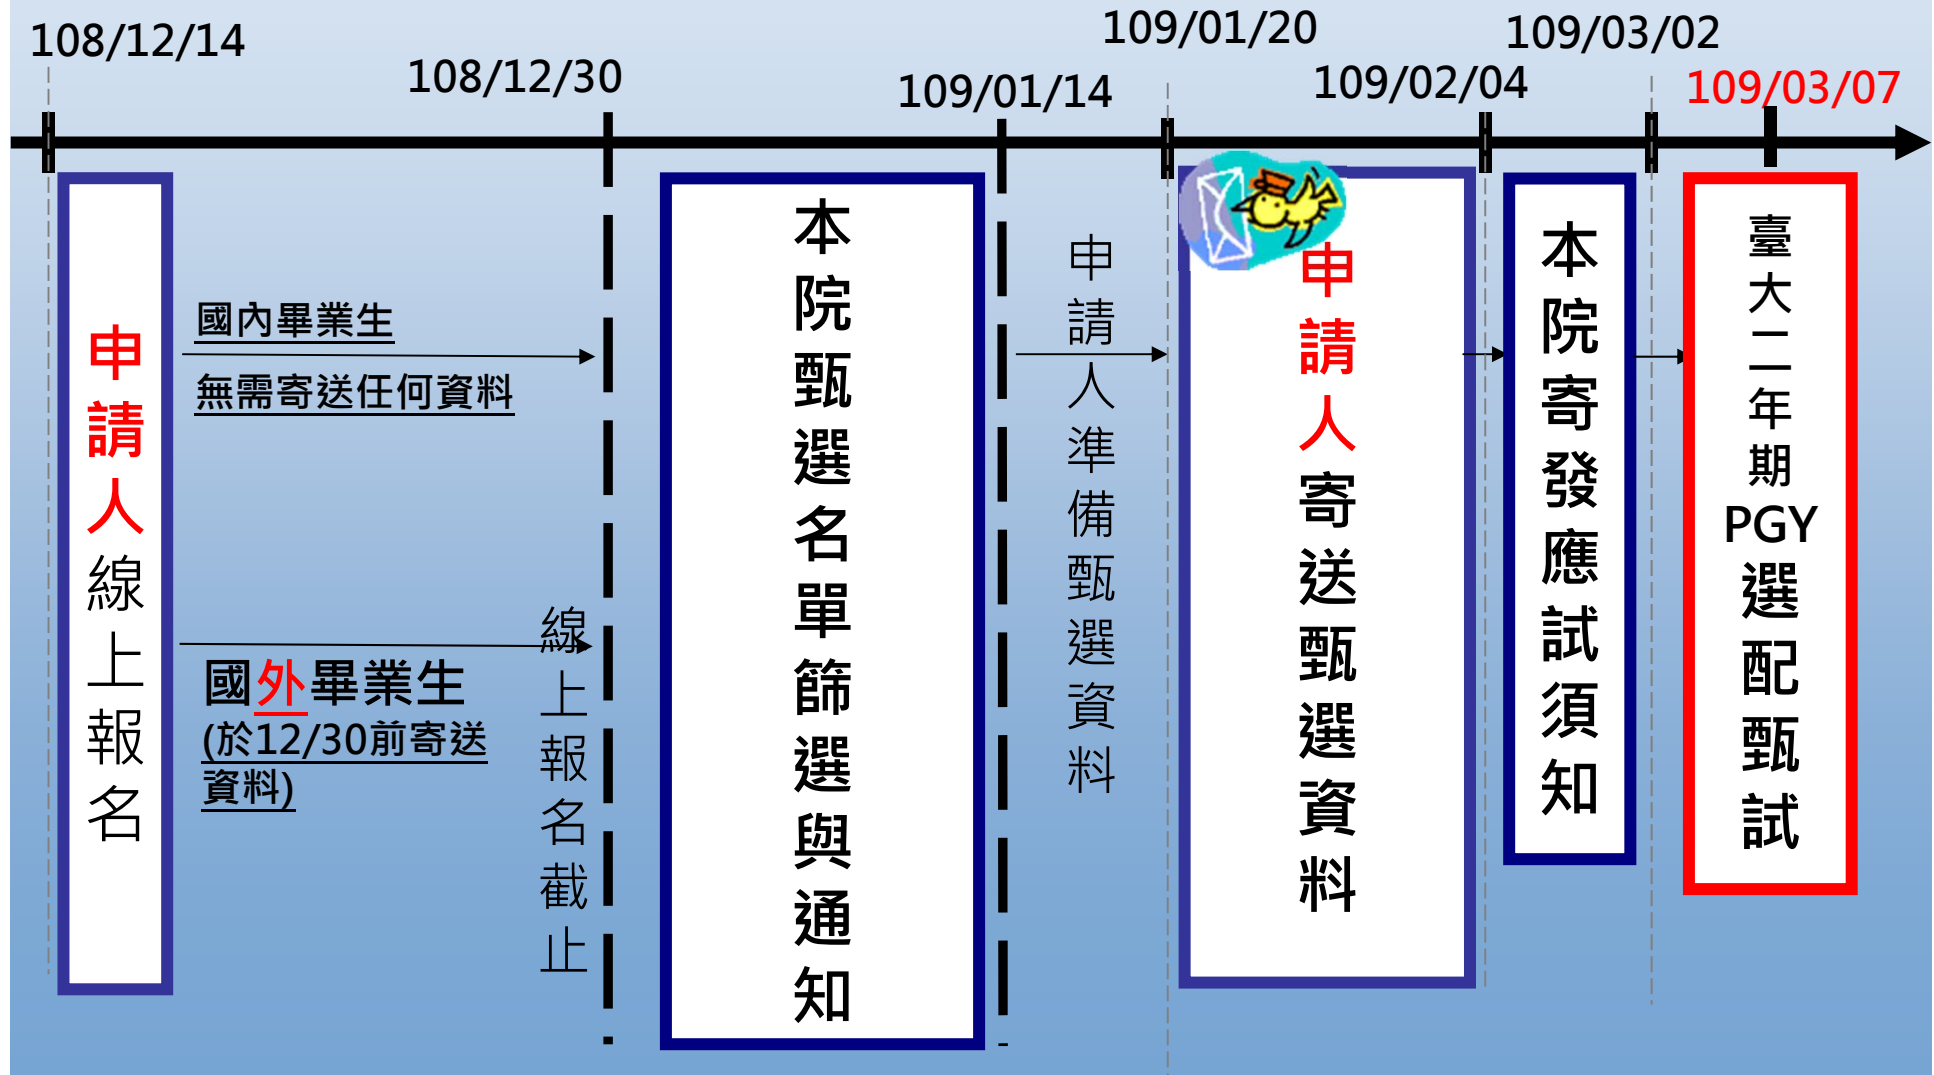 108/12/14
108/12/30
109/01/14
109/01/20
109/02/04
109/03/02
109/03/07
申請人線上報名
國內畢業生
無需寄送任何資料
國外畢業生
(於12/30前寄送
資料)
線上報名截止
本院甄選名單篩選與通知
申請人準備甄選資料
申請人寄送甄選資料
本院寄發應試須知
臺大二年期PGY選配甄試